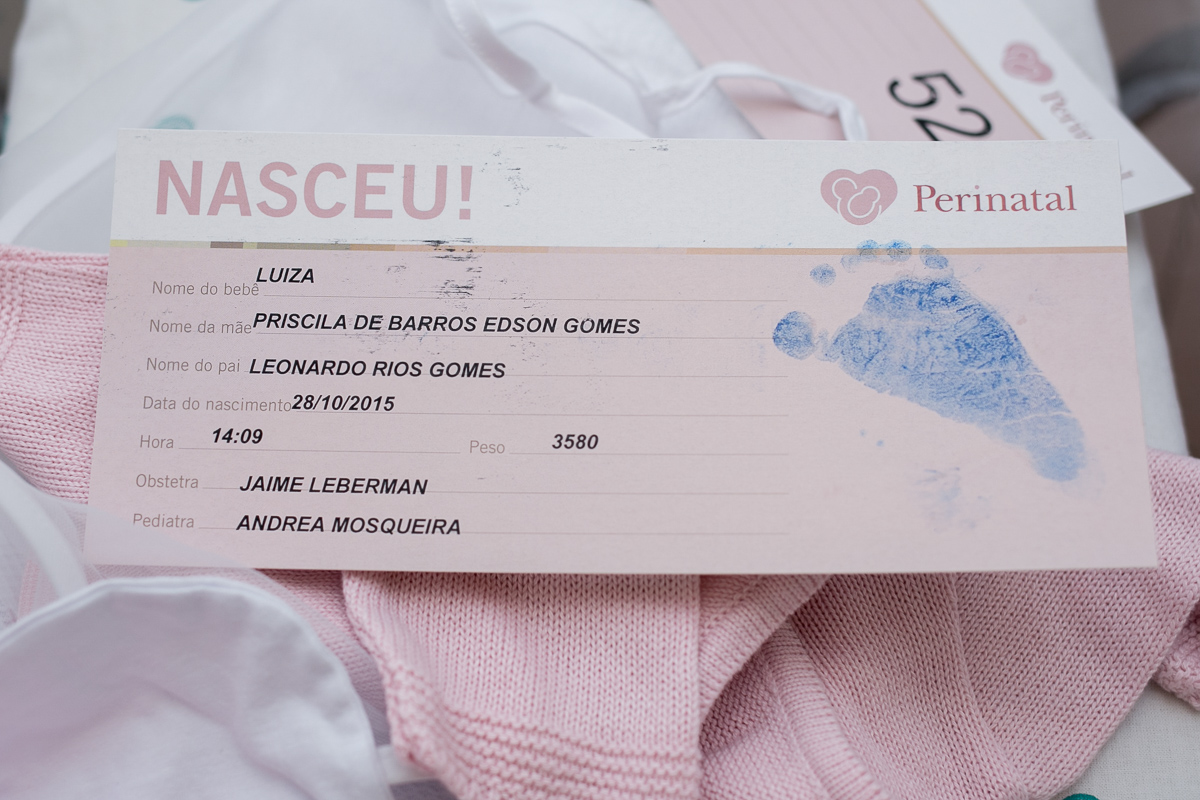 52
Perin
NASCEU!
Perinatal
Nome do bebê LUIZA
Nome da mãe PRISCILA DE BARROS EDSON GOMES
Nome do pai LEONARDO RIOS GOMES
Data do nascimento 28/10/2015
Hora 14:09 Peso 3580
Obstetra JAIME LEBERMAN
Pediatra ANDREA MOSQUEIRA